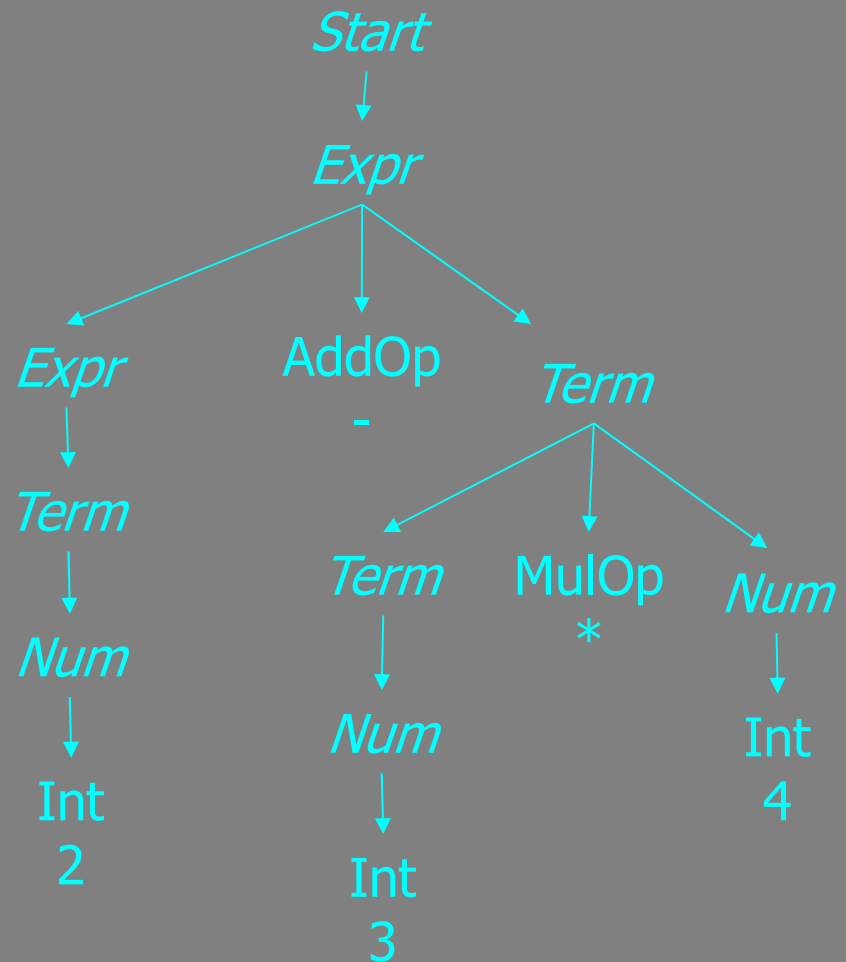 Start
Expr
Expr
AddOp
-
Term
Term
Term
MulOp
*
Num
Num
Num
Int
4
Int
2
Int
3